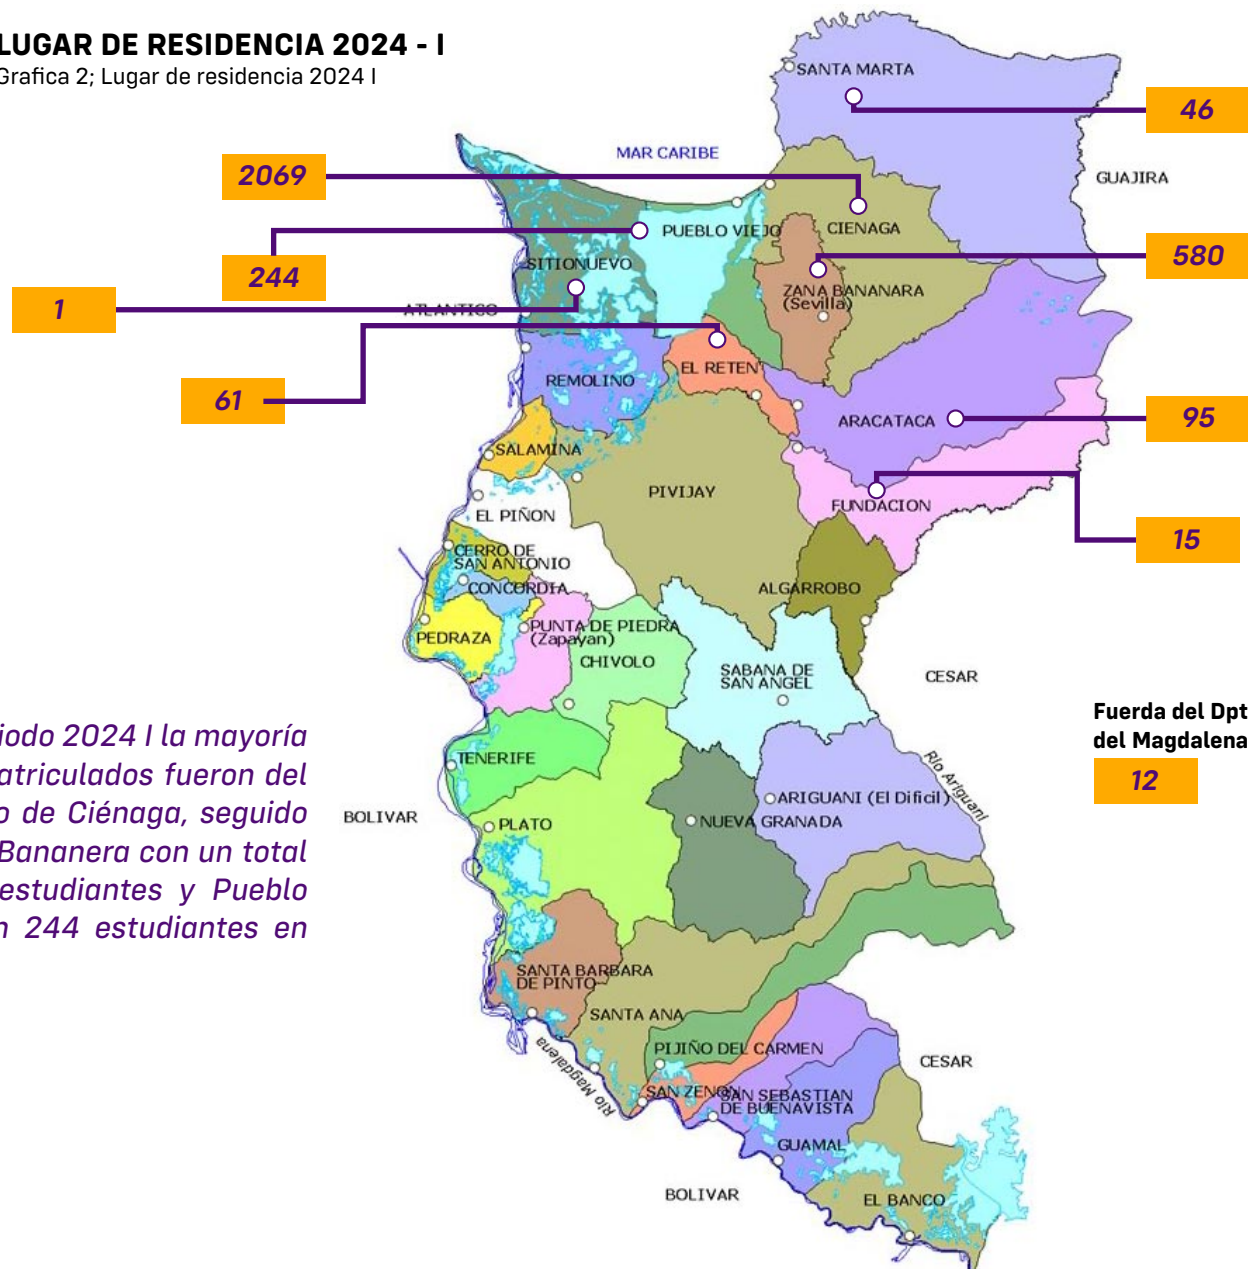 LUGAR DE RESIDENCIA 2024 - I
Grafica 2; Lugar de residencia 2024 I
SANTA MARTA
46
MAR CARIBE
2069
GUAJIRA
PUEBLO VIEJO
CIENAGA
580
244
SITIONUEVO
ZANA BANANARA
(Sevilla)
1
ATLANTICO
EL RETEN
REMOLINO
61
ARACATACA
95
SALAMINA
PIVIJAY
FUNDACION
EL PIÑON
15
CERRO DE
SAN ANTONIO
CONCORDIA
ALGARROBO
PEDRAZA
PUNTA DE PIEDRA
(Zapayan)
CHIVOLO
SABANA DE
SAN ANGEL
CESAR
Fuerda del Dpt
del Magdalena
12
iodo 2024 I la mayoría
atriculados fueron del
o de Ciénaga, seguido
Bananera con un total
estudiantes y Pueblo
n 244 estudiantes en
TENERIFE
Río Ariguaní
ARIGUANI (El Dificil)
BOLIVAR
PLATO
NUEVA GRANADA
SANTA BARBARA
DE PINTO
SANTA ANA
Río Magdalena
PIJIÑO DEL CARMEN
CESAR
SAN ZENON
SAN SEBASTIAN
DE BUENAVISTA
GUAMAL
BOLIVAR
EL BANCO